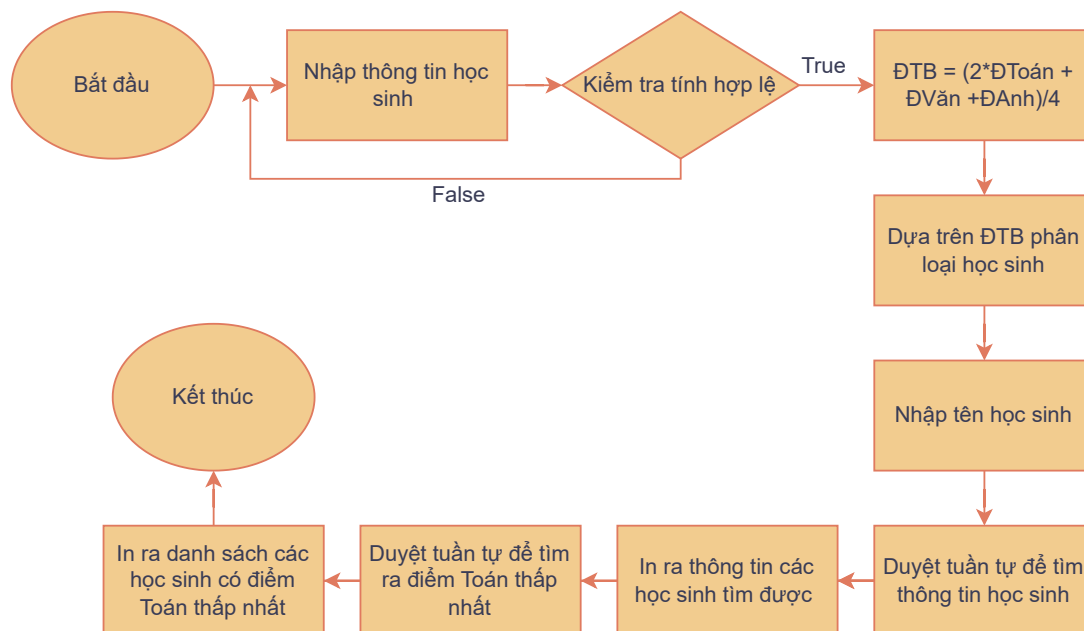 Bắt đầu
Nhập thông tin học
sinh
Kiểm tra tính hợp lệ
True
ĐTB = (2*ĐToán +
ĐVăn +ĐAnh)/4
False
Dựa trên ĐTB phân
loại học sinh
Nhập tên học sinh
Duyệt tuần tự để tìm
thông tin học sinh
In ra thông tin các
học sinh tìm được
Duyệt tuần tự để tìm
ra điểm Toán thấp
nhất
In ra danh sách các
học sinh có điểm
Toán thấp nhất
Kết thúc